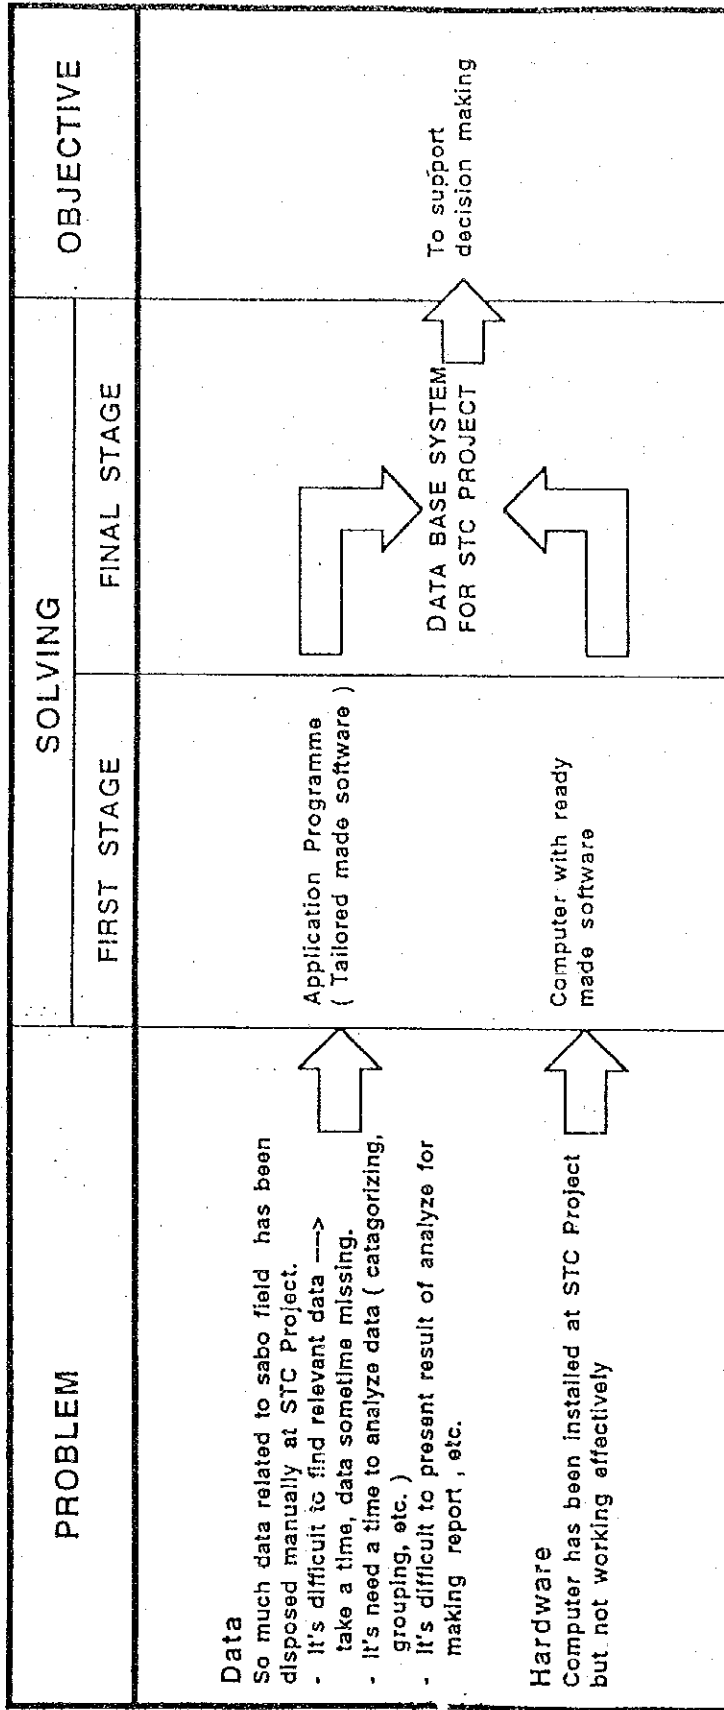 PROBLEM
SOLVING
OBJECTIVE
FIRST STAGE
FINAL STAGE
Data
So much data related to sabo field has been
disposed manually at STC Project.
- It's difficult to find relevant data --->
take a time, data sometime missing.
- It's need a time to analyze data ( catagorizing,
grouping, etc. )
- It's difficult to present result of analyze for
making report , etc.
Hardware
Computer has been installed at STC Project
but not working effectively
Application Programme
( Tailored made software )
Computer with ready
made software
DATA BASE SYSTEM
FOR STC PROJECT
To support
decision making